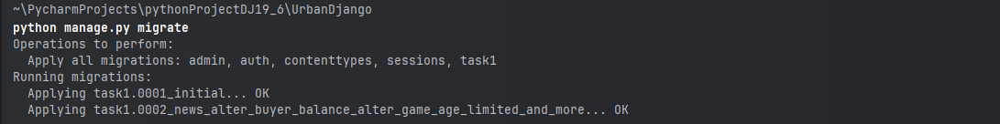 ~\PycharmProjects\pythonProjectDJ19_6\UrbanDjango
python manage.py migrate
Operations to perform:
  Apply all migrations: admin, auth, contenttypes, sessions, task1
Running migrations:
  Applying task1.0001_initial... OK
  Applying task1.0002_news_alter_buyer_balance_alter_game_age_limited_and_more... OK